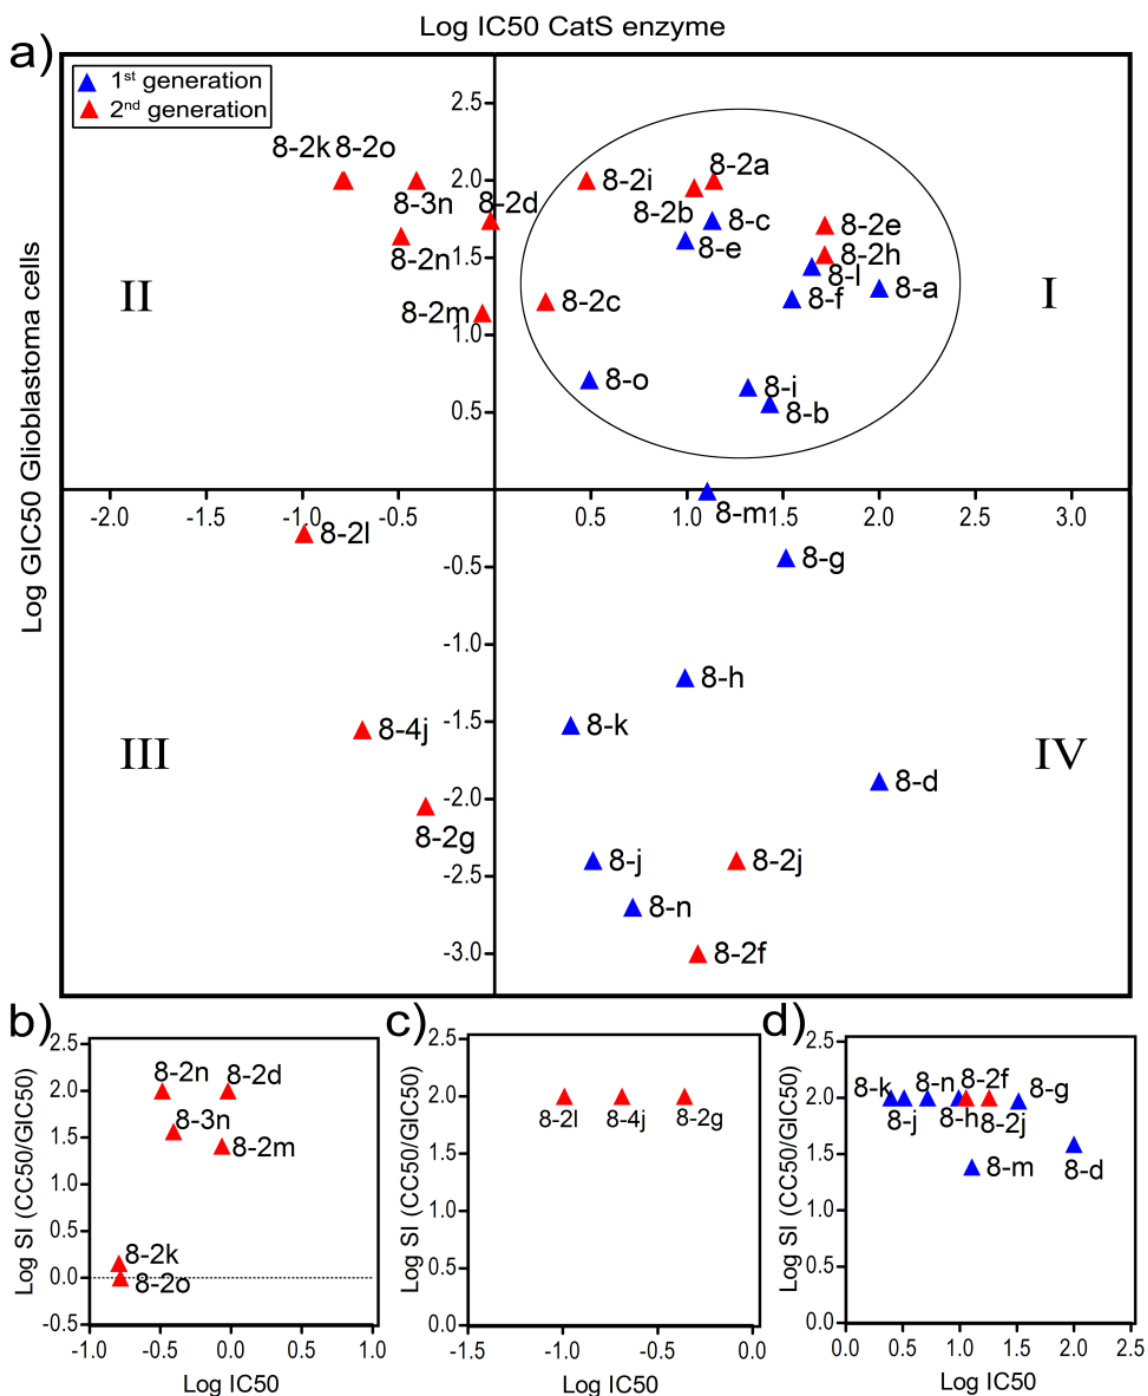 Log IC50 CatS enzyme
a)
1st generation
2nd generation
Log GIC50 Glioblastoma cells
2.5
2.0
1.5
1.0
0.5
-0.5
-1.0
-1.5
-2.0
-2.5
-3.0
-2.0 -1.5 -1.0 -0.5 0.5 1.0 1.5 2.0 2.5 3.0
8-2k 8-2o
8-3n
8-2d
8-2n
8-2m
8-2i
8-2a
8-2b
8-c
8-e
8-2e
8-2h
8-l
8-f
8-a
8-2c
8-o
8-i
8-b
8-m
II
I
8-2l
8-g
8-h
8-4j
8-k
III
IV
8-d
8-2g
8-j
8-2j
8-n
8-2f
b)
Log SI (CC50/GIC50)
2.5
2.0
1.5
1.0
0.5
0.0
-0.5
8-2n
8-2d
8-3n
8-2m
8-2k
8-2o
-1.0 -0.5 0.0 0.5 1.0
Log IC50
c)
Log SI (CC50/GIC50)
2.5
2.0
1.5
1.0
0.5
0.0
8-2l 8-4j 8-2g
-1.5 -1.0 -0.5 0.0
Log IC50
d)
Log SI (CC50/GIC50)
2.5
2.0
1.5
1.0
0.5
0.0
8-k 8-n 8-2f 8-g
8-j 8-h 8-2j
8-m 8-d
0.0 0.5 1.0 1.5 2.0 2.5
Log IC50